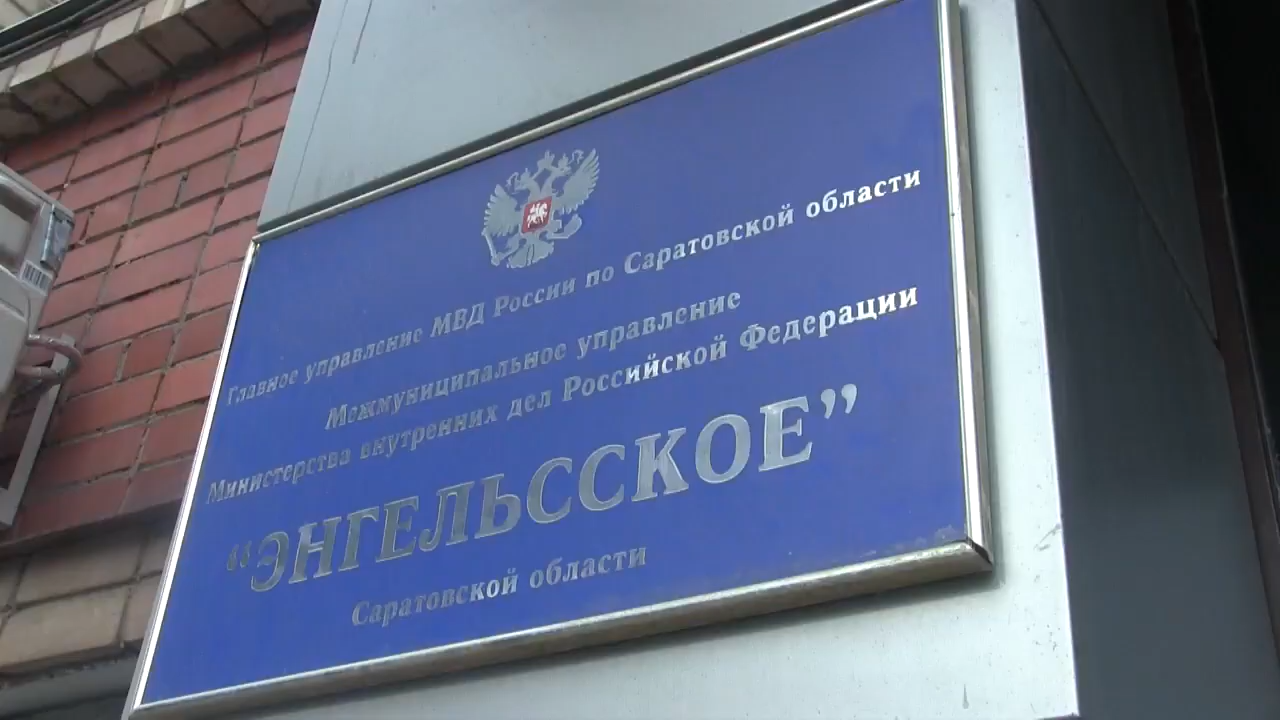 Главное управление МВД России по Саратовской области
Межмуниципальное управление
Министерства внутренних дел Российской Федерации
“ЭНГЕЛЬССКОЕ”
Саратовской области